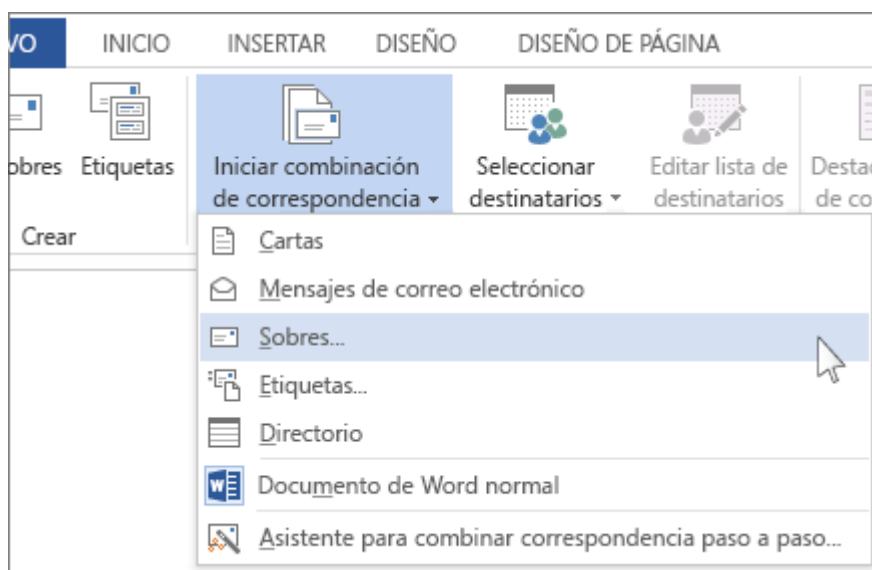 VO INICIO INSERTAR DISEÑO DISEÑO DE PÁGINA
obres Etiquetas Iniciar combinación Seleccionar Editar lista de Desta
de correspondencia destinatarios destinatarios de co
Crear
Cartas
Mensajes de correo electrónico
Sobres...
Etiquetas...
Directorio
Documento de Word normal
Asistente para combinar correspondencia paso a paso...